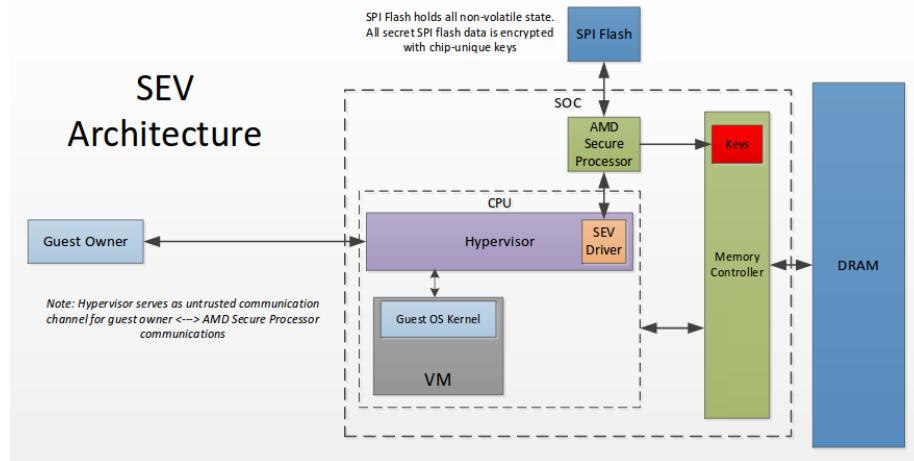 SPI Flash holds all non-volatile state.
All secret SPI flash data is encrypted
with chip-unique keys
SPI Flash
SEV
Architecture
SOC
AMD
Secure
Processor
Keys
CPU
Guest Owner
Hypervisor
SEV
Driver
Memory
Controller
DRAM
Note: Hypervisor serves as untrusted communication
channel for guest owner <---> AMD Secure Processor
communications
Guest OS Kernel
VM